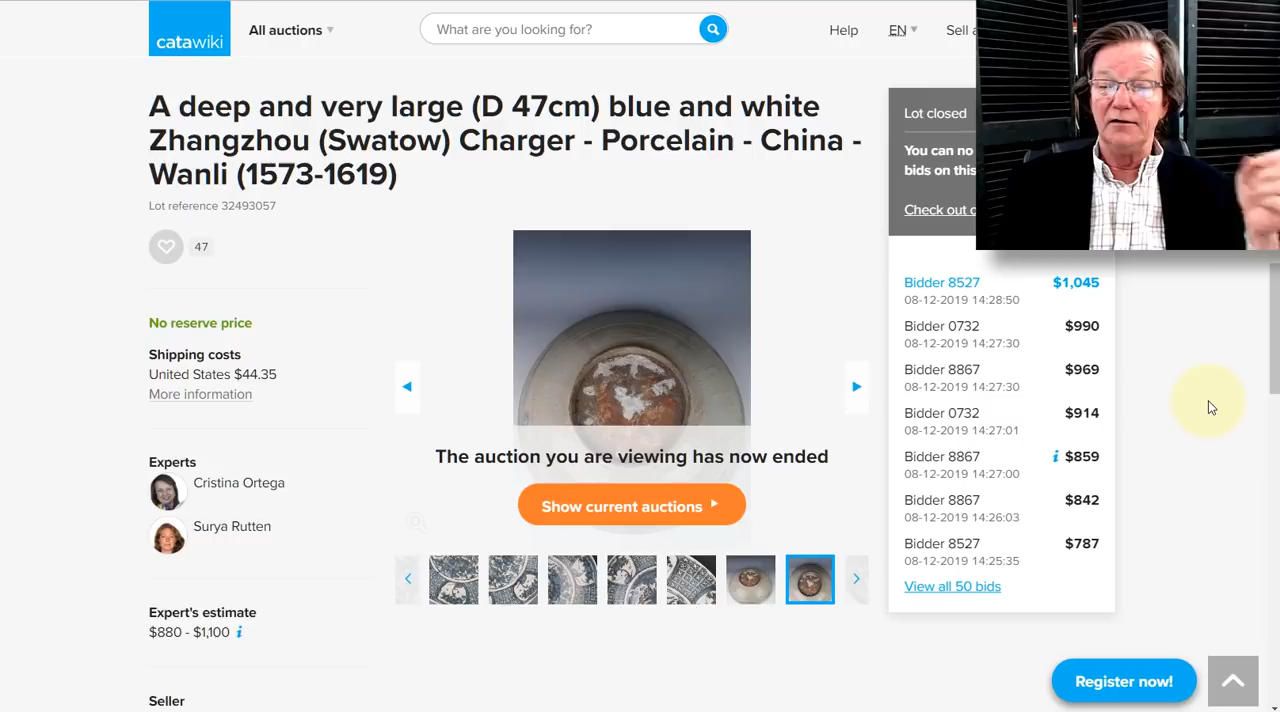 catawiki
All auctions
What are you looking for?
Help
EN
Sell a
A deep and very large (D 47cm) blue and white
Zhangzhou (Swatow) Charger - Porcelain - China -
Wanli (1573-1619)
Lot reference 32493057
47
No reserve price
Shipping costs
United States $44.35
More information
Experts
Cristina Ortega
Surya Rutten
Expert's estimate
$880 - $1,100 i
Seller
The auction you are viewing has now ended
Show current auctions
Lot closed
You can no
bids on this
Check out
Bidder 8527 $1,045
08-12-2019 14:28:50
Bidder 0732 $990
08-12-2019 14:27:30
Bidder 8867 $969
08-12-2019 14:27:30
Bidder 0732 $914
08-12-2019 14:27:01
Bidder 8867 i $859
08-12-2019 14:27:00
Bidder 8867 $842
08-12-2019 14:26:03
Bidder 8527 $787
08-12-2019 14:25:35
View all 50 bids
Register now!